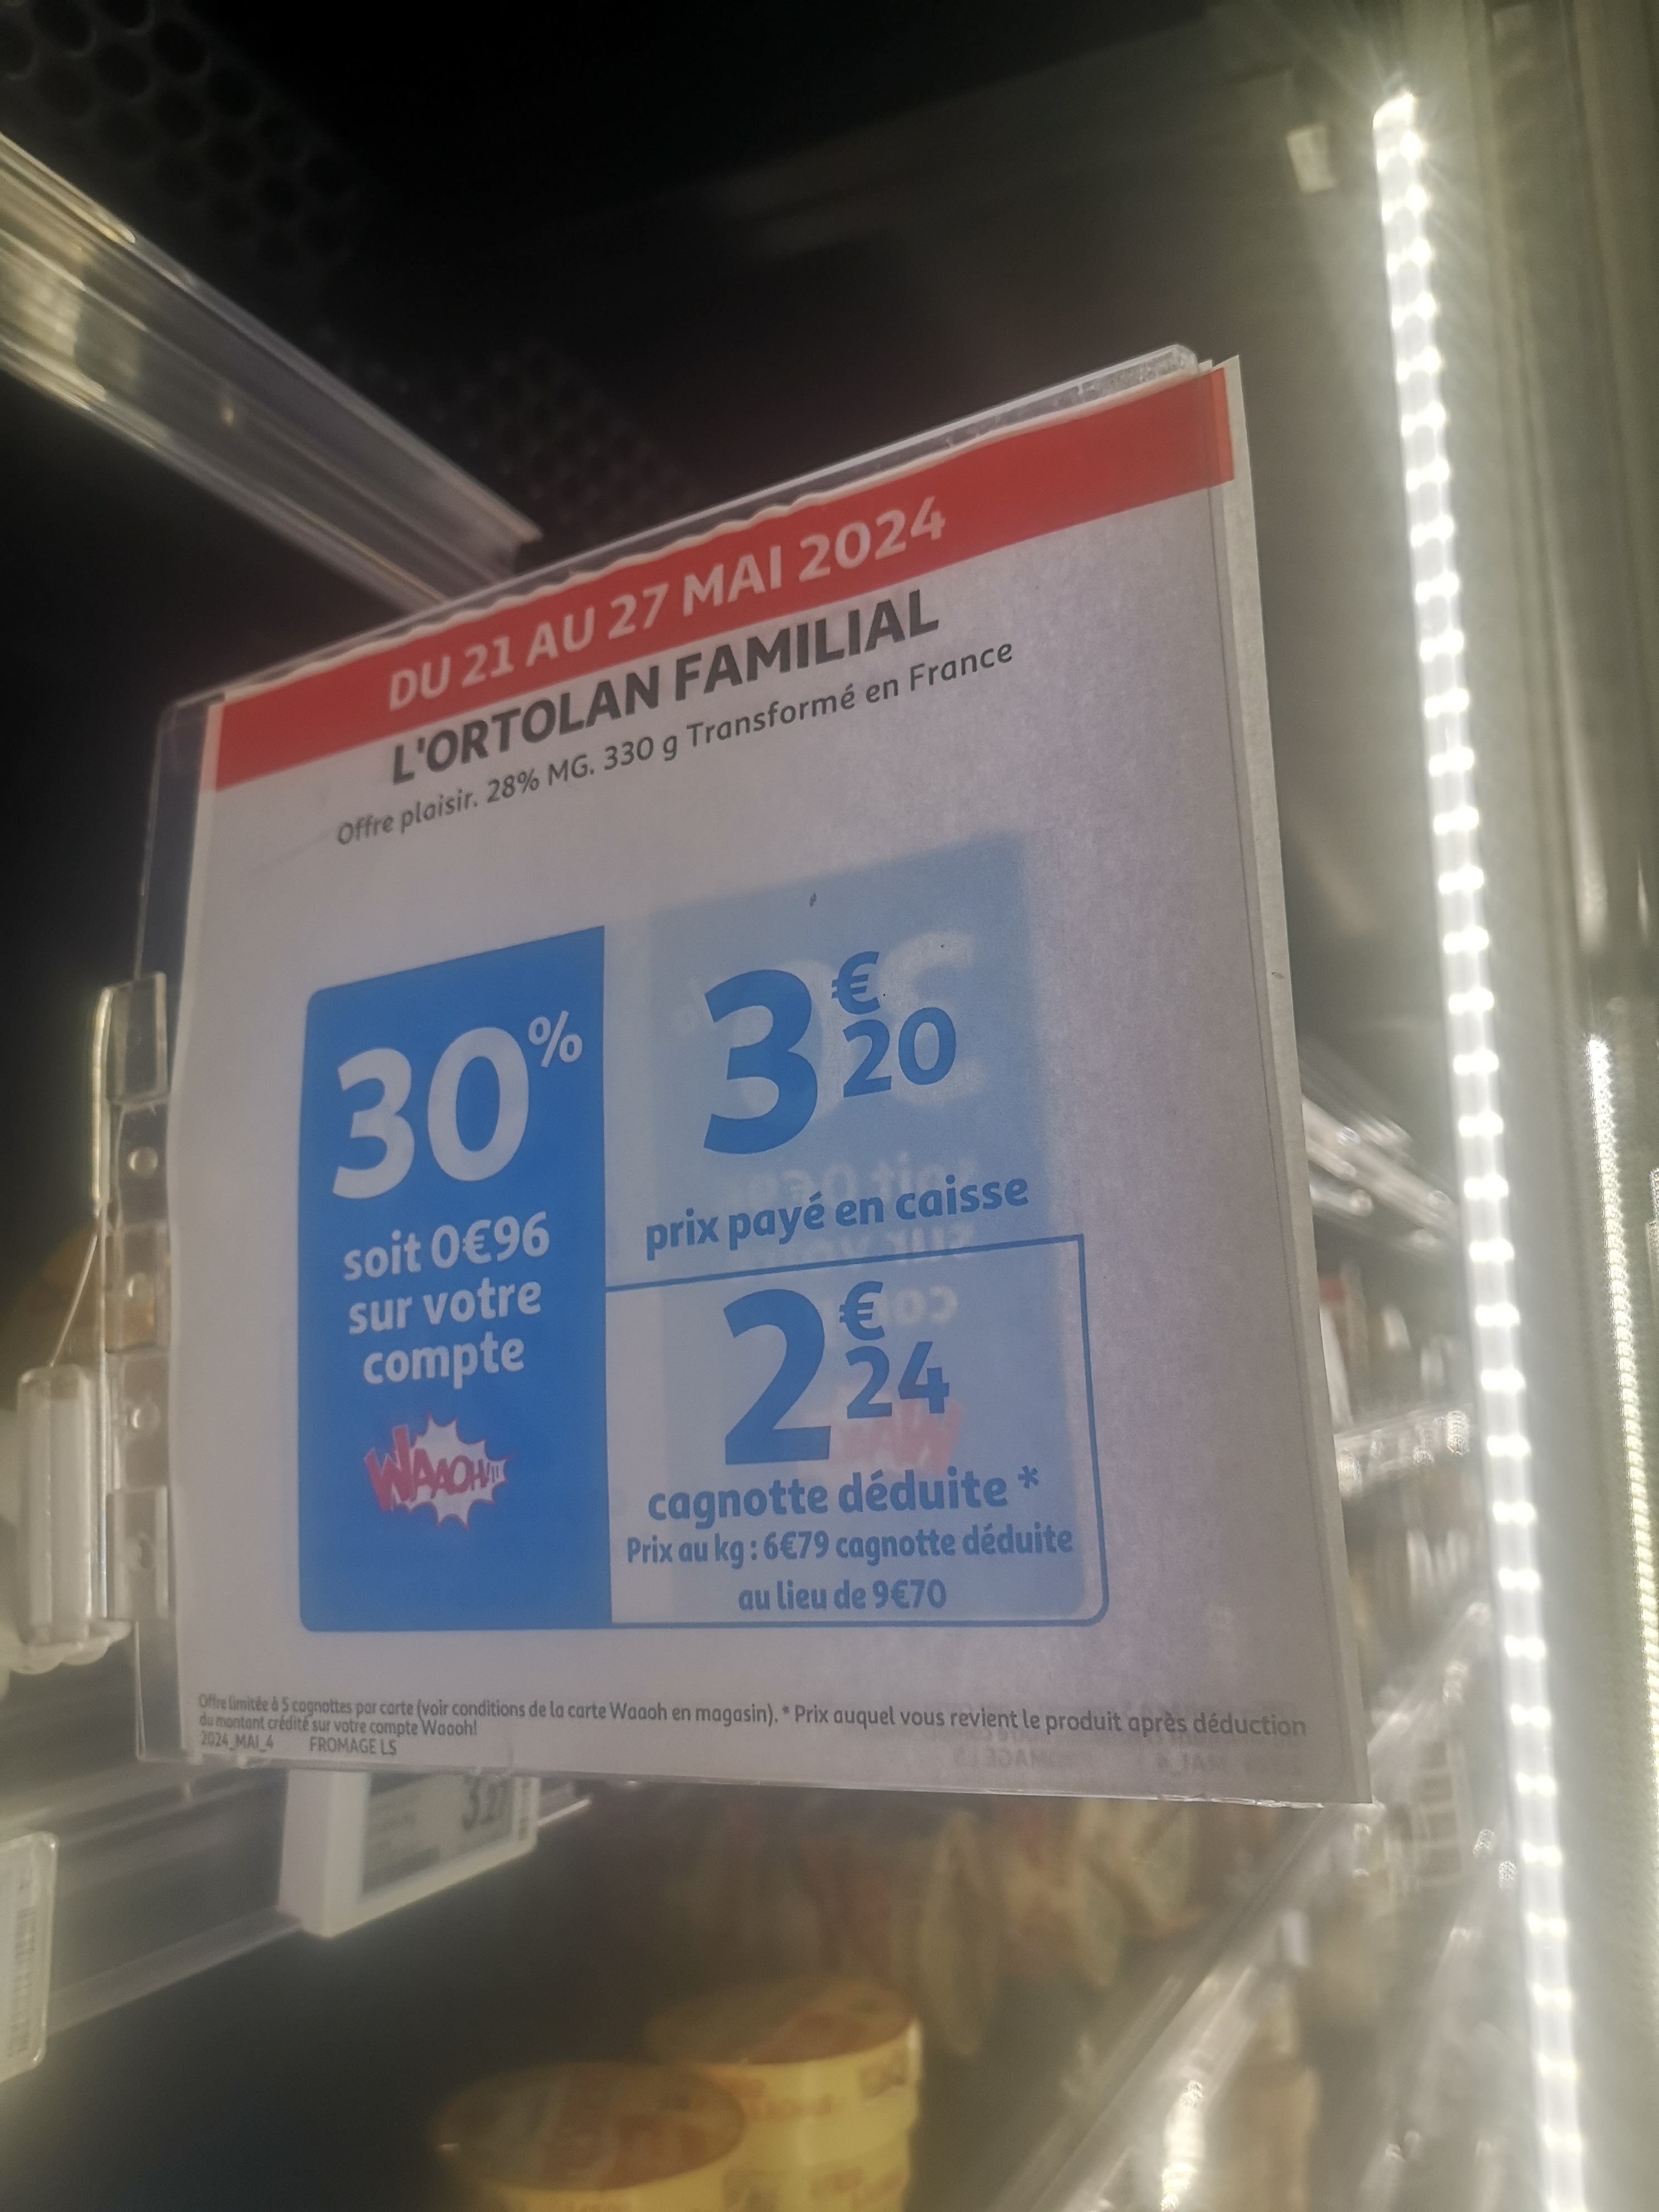 DU 21 AU 27 MAI 2024
L'ORTOLAN FAMILIAL
Offre plaisir. 28% MG. 330 g Transformé en France
30%
soit 0€96
sur votre
compte
WAAOH!!!
3€20
prix payé en caisse
2€24
cagnotte déduite *
Prix au kg : 6€79 cagnotte déduite
au lieu de 9€70
Offre limitée à 5 cagnottes par carte (voir conditions de la carte Waaoh en magasin). * Prix auquel vous revient le produit après déduction
du montant crédité sur votre compte Waaoh!
2024_MAI_4 FROMAGE LS